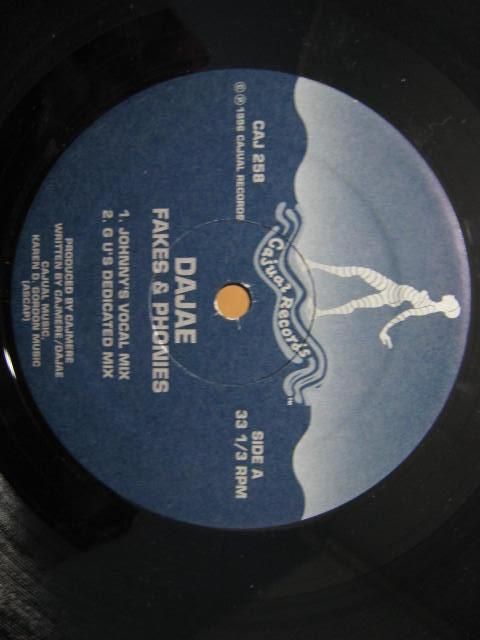 Cajual Records
TM
CAJ 258
© ℗ 1996 CAJUAL RECORDS
SIDE A
33 1/3 RPM
DAJAE
FAKES & PHONIES
1. JOHNNY'S VOCAL MIX
2. G U'S DEDICATED MIX
PRODUCED BY CAJMERE
WRITTEN BY CAJMERE/DAJAE
CAJUAL MUSIC,
KAREN D. GORDON MUSIC
(ASCAP)